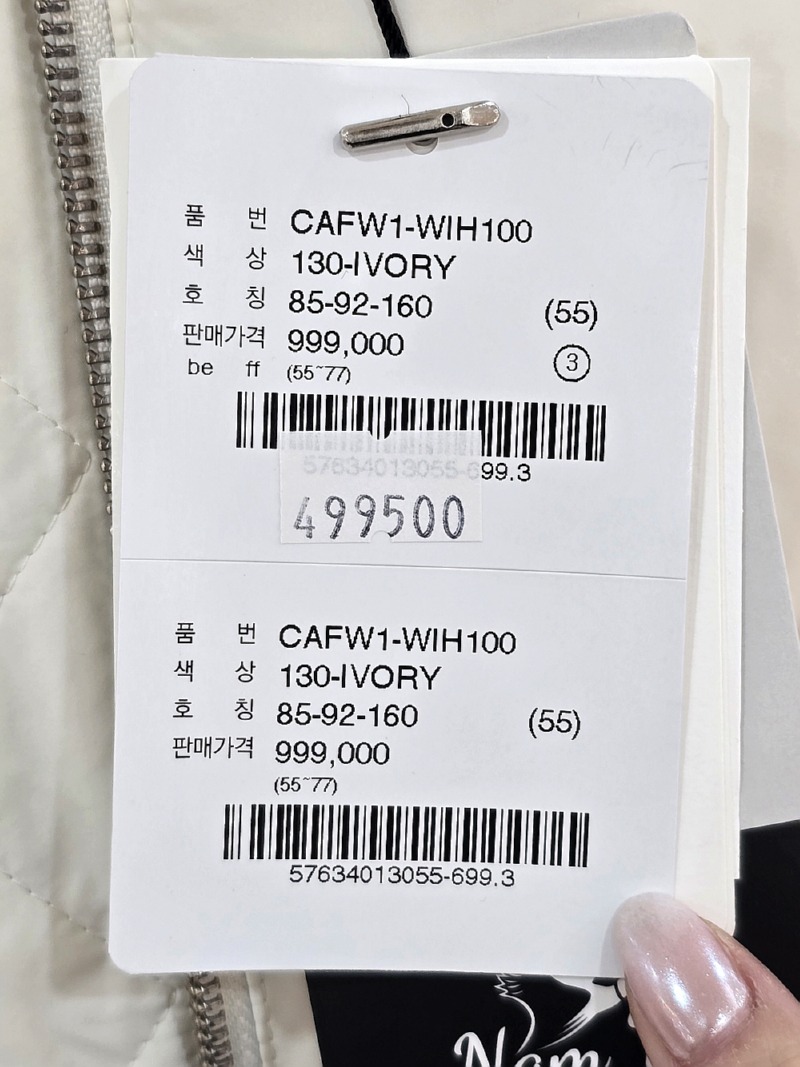 품 번 CAFW1-WIH100
색 상 130-IVORY
호 칭 85-92-160 (55)
판매가격 999,000
be ff (55~77) ③
57634013055-699.3
499500
품 번 CAFW1-WIH100
색 상 130-IVORY
호 칭 85-92-160 (55)
판매가격 999,000
(55~77)
57634013055-699.3
Nom